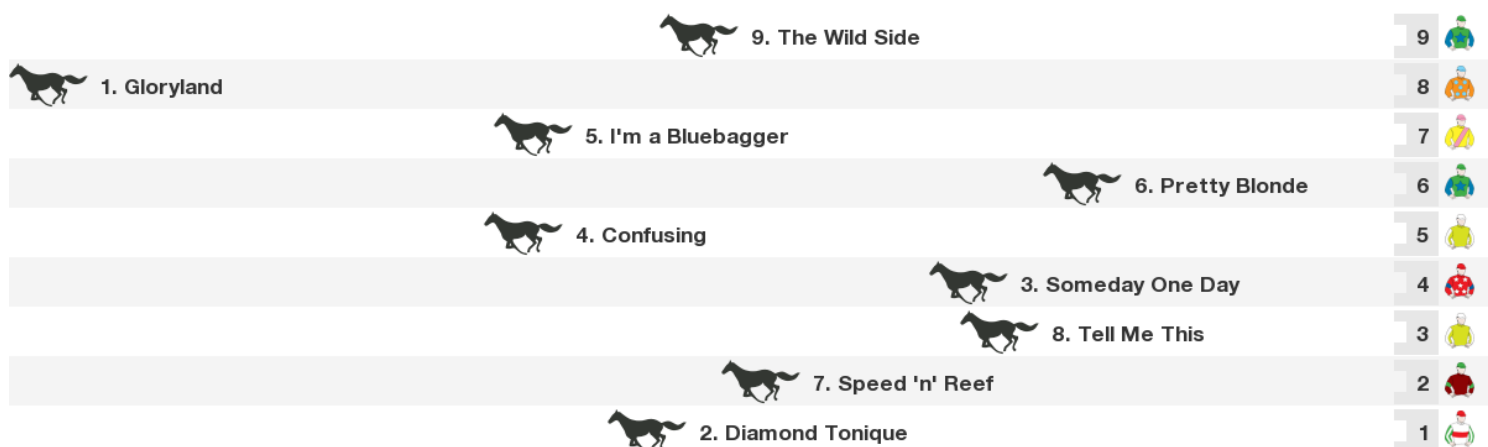 9. The Wild Side 9
1. Gloryland 8
5. I'm a Bluebagger 7
6. Pretty Blonde 6
4. Confusing 5
3. Someday One Day 4
8. Tell Me This 3
7. Speed 'n' Reef 2
2. Diamond Tonique 1